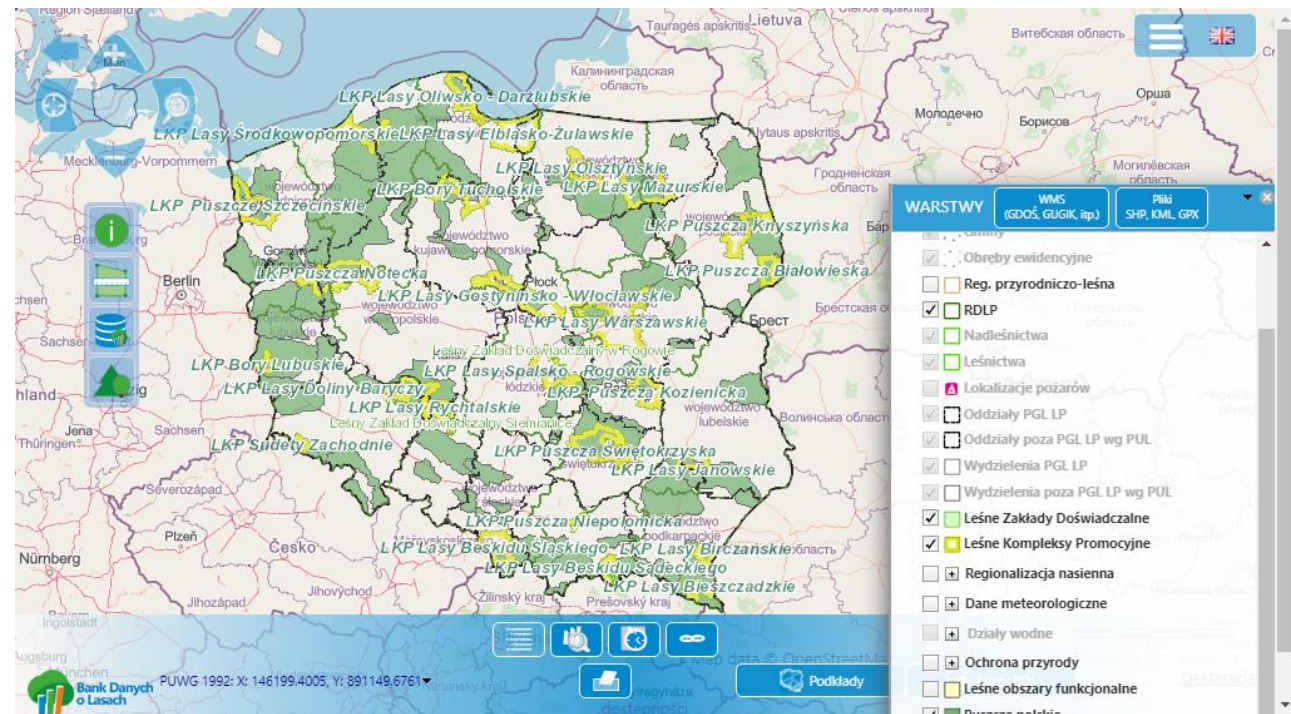 Lietuva
Tauragės apskritis
Витебская область
Man
Калининградская
область
Орша
LKP Lasy Oliwsko - Darżlubskie
Молодечно
Борисов
LKP Lasy Środkowopomorskie
LKP Lasy Elbląsko-Żuławskie
Mecklenburg-Vorpommern
LKP Lasy Olsztyńskie
Гродненская
область
Могилёвская
область
LKP Bory Tucholskie
LKP Lasy Mazurskie
LKP Puszcze Szczecińskie
WARSTWY
WMS
(GDOŚ, GUGIK, itp.)
Pliki
SHP, KML, GPX
LKP Puszcza Knyszyńska
Gminy
Obręby ewidencyjne
województwo
kujawsko-pomorskie
LKP Puszcza Notecka
LKP Puszcza Białowieska
Berlin
Płock
Reg. przyrodniczo-leśna
LKP Lasy Gostynińsko - Włocławskie
RDLP
LKP Lasy Warszawskie
Брест
Nadleśnictwa
Leśny Zakład Doświadczalny w Rogowie
Leśnictwa
LKP Bory Lubuskie
LKP Lasy Spalsko - Rogowskie
LKP Lasy Doliny Baryczy
LKP Puszcza Kozienicka
Lokalizacje pożarów
LKP Lasy Rychtalskie
województwo
lubelskie
Oddziały PGL LP
Leśny Zakład Doświadczalny Siemianice
Jena
Sachsen
Thüringen
LKP Sudety Zachodnie
Oddziały poza PGL LP wg PUL
LKP Puszcza Świętokrzyska
LKP Lasy Janowskie
Wydzielenia PGL LP
Severozápad
Wydzielenia poza PGL LP wg PUL
LKP Puszcza Niepołomicka
Leśne Zakłady Doświadczalne
Plzeň
Česko
podkarpackie
LKP Lasy Beskidu Śląskiego
LKP Lasy Birczańskie
Leśne Kompleksy Promocyjne
Nürnberg
LKP Lasy Beskidu Sądeckiego
Regionalizacja nasienna
LKP Lasy Bieszczadzkie
Jihozápad
Jihovýchod
Žilinský kraj
Prešovský kraj
Dane meteorologiczne
Ingolstadt
Działy wodne
Augsburg
Map data © OpenStreetMa
Ochrona przyrody
München
Bank Danych
o Lasach
PUWG 1992: X: 146199.4005, Y: 891149.6761
Podkłady
Deklaracja
Leśne obszary funkcjonalne
Puszcze polskie